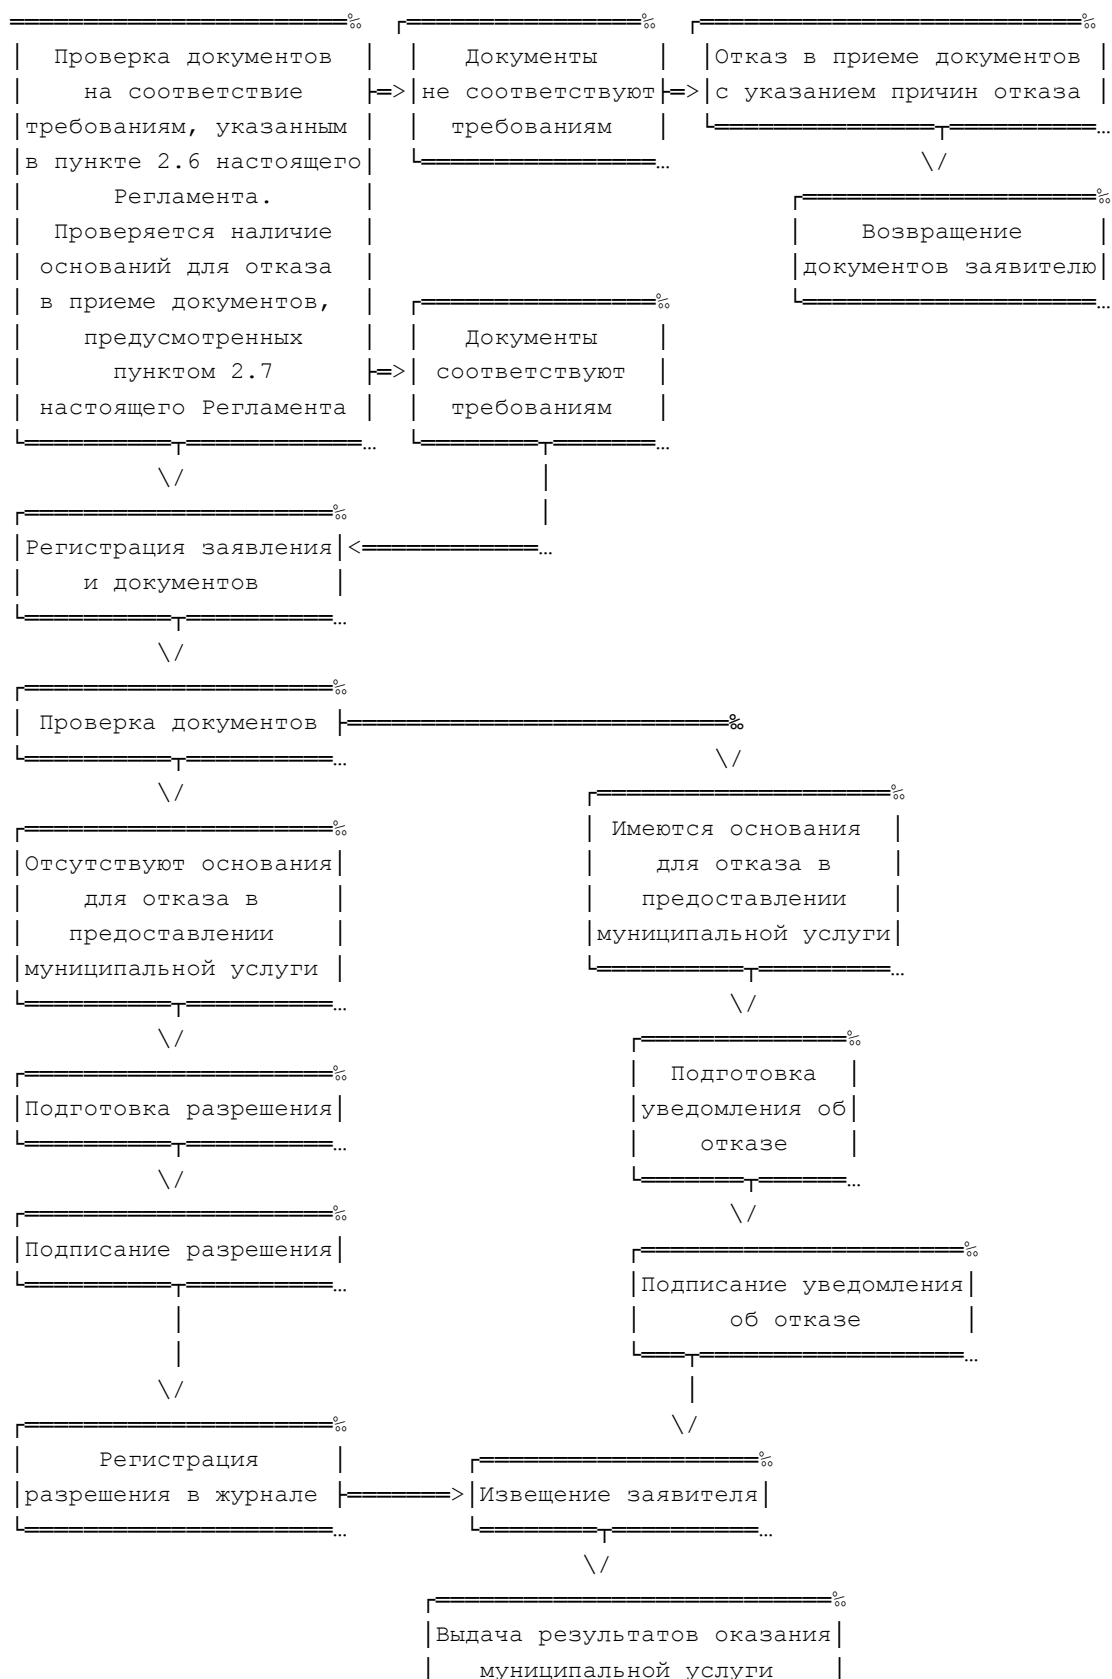 Проверка документов
на соответствие
требованиям, указанным
в пункте 2.6 настоящего
Регламента.
Проверяется наличие
оснований для отказа
в приеме документов,
предусмотренных
пунктом 2.7
настоящего Регламента
Документы
не соответствуют
требованиям
Отказ в приеме документов
с указанием причин отказа
Возвращение
документов заявителю
Документы
соответствуют
требованиям
Регистрация заявления
и документов
Проверка документов
Отсутствуют основания
для отказа в
предоставлении
муниципальной услуги
Имеются основания
для отказа в
предоставлении
муниципальной услуги
Подготовка разрешения
Подготовка
уведомления об
отказе
Подписание разрешения
Подписание уведомления
об отказе
Регистрация
разрешения в журнале
Извещение заявителя
Выдача результатов оказания
муниципальной услуги